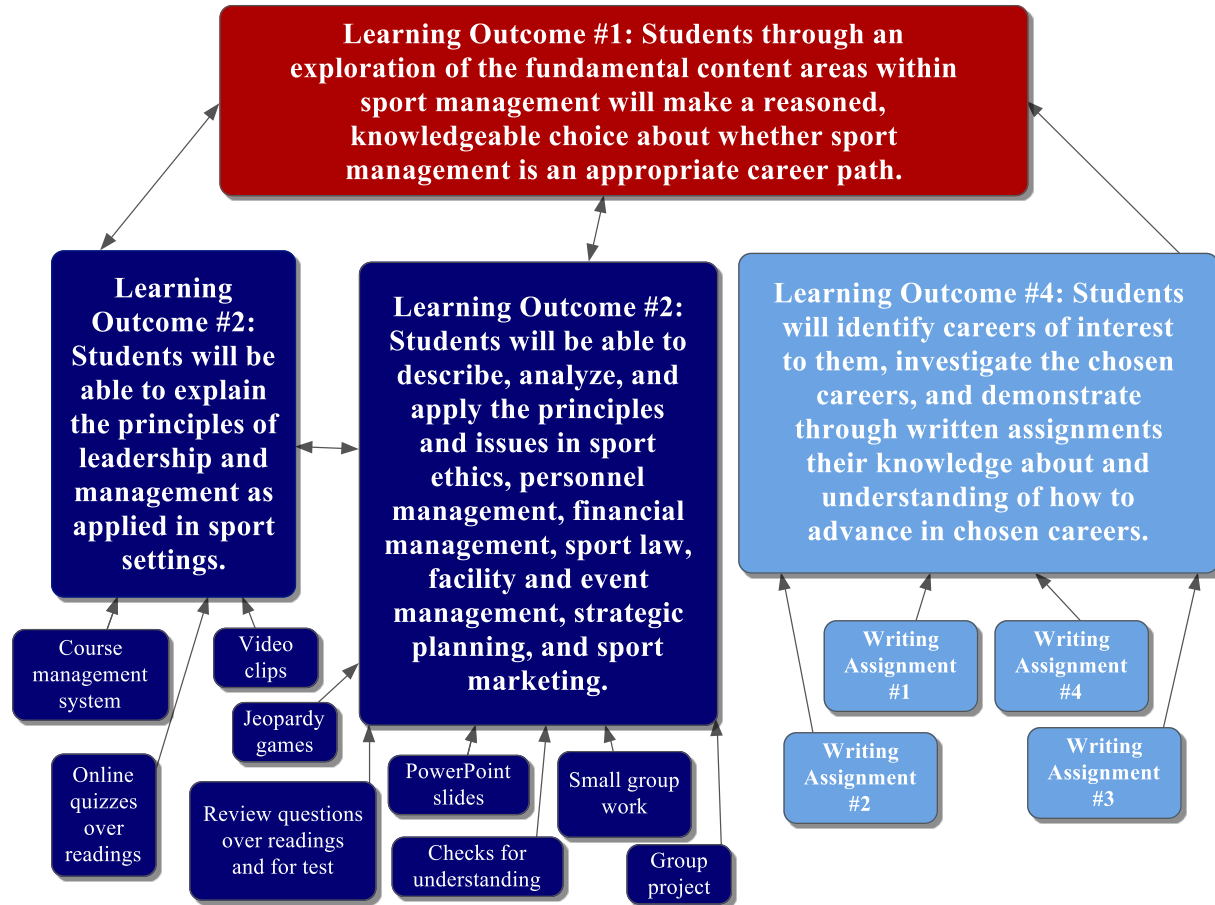 Learning Outcome #1: Students through an
exploration of the fundamental content areas within
sport management will make a reasoned,
knowledgeable choice about whether sport
management is an appropriate career path.
Learning
Outcome #2:
Students will be
able to explain
the principles of
leadership and
management as
applied in sport
settings.
Learning Outcome #2:
Students will be able to
describe, analyze, and
apply the principles
and issues in sport
ethics, personnel
management, financial
management, sport law,
facility and event
management, strategic
planning, and sport
marketing.
Learning Outcome #4: Students
will identify careers of interest
to them, investigate the chosen
careers, and demonstrate
through written assignments
their knowledge about and
understanding of how to
advance in chosen careers.
Course
management
system
Video
clips
Online
quizzes
over
readings
Jeopardy
games
Review questions
over readings
and for test
PowerPoint
slides
Checks for
understanding
Small group
work
Group
project
Writing
Assignment
#1
Writing
Assignment
#4
Writing
Assignment
#2
Writing
Assignment
#3